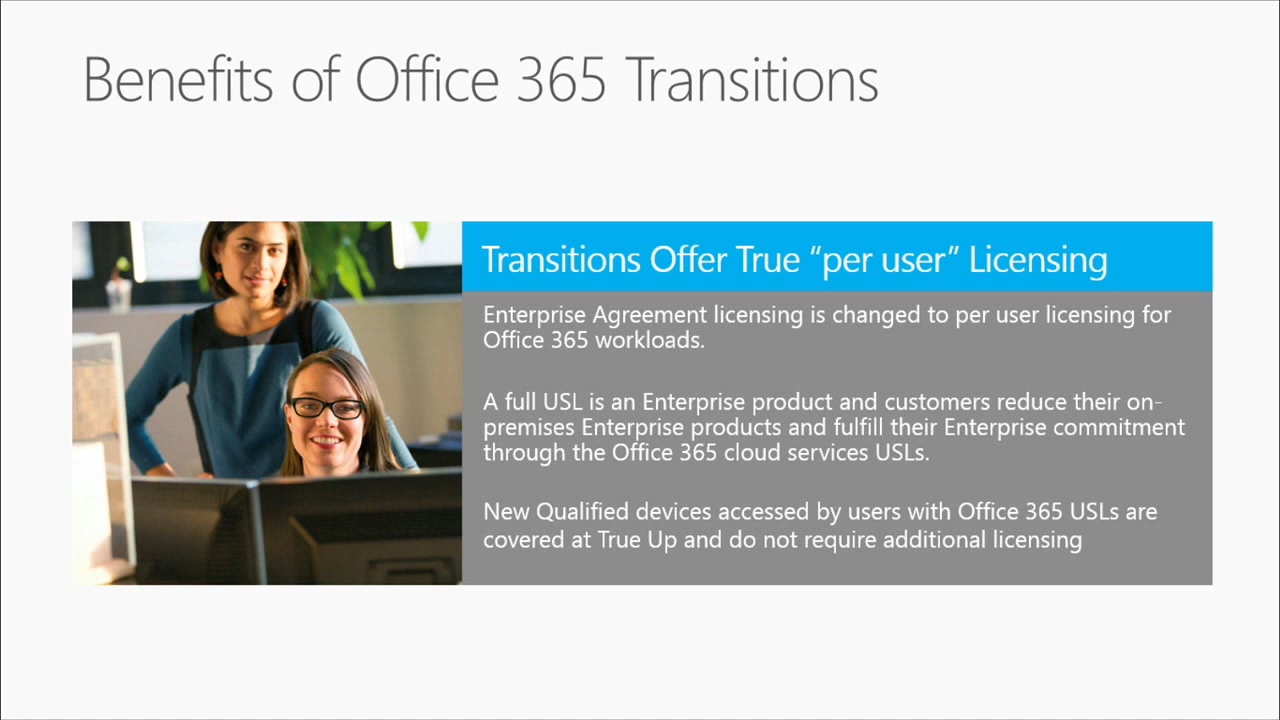 Benefits of Office 365 Transitions
Transitions Offer True “per user” Licensing
Enterprise Agreement licensing is changed to per user licensing for
Office 365 workloads.
A full USL is an Enterprise product and customers reduce their on-
premises Enterprise products and fulfill their Enterprise commitment
through the Office 365 cloud services USLs.
New Qualified devices accessed by users with Office 365 USLs are
covered at True Up and do not require additional licensing